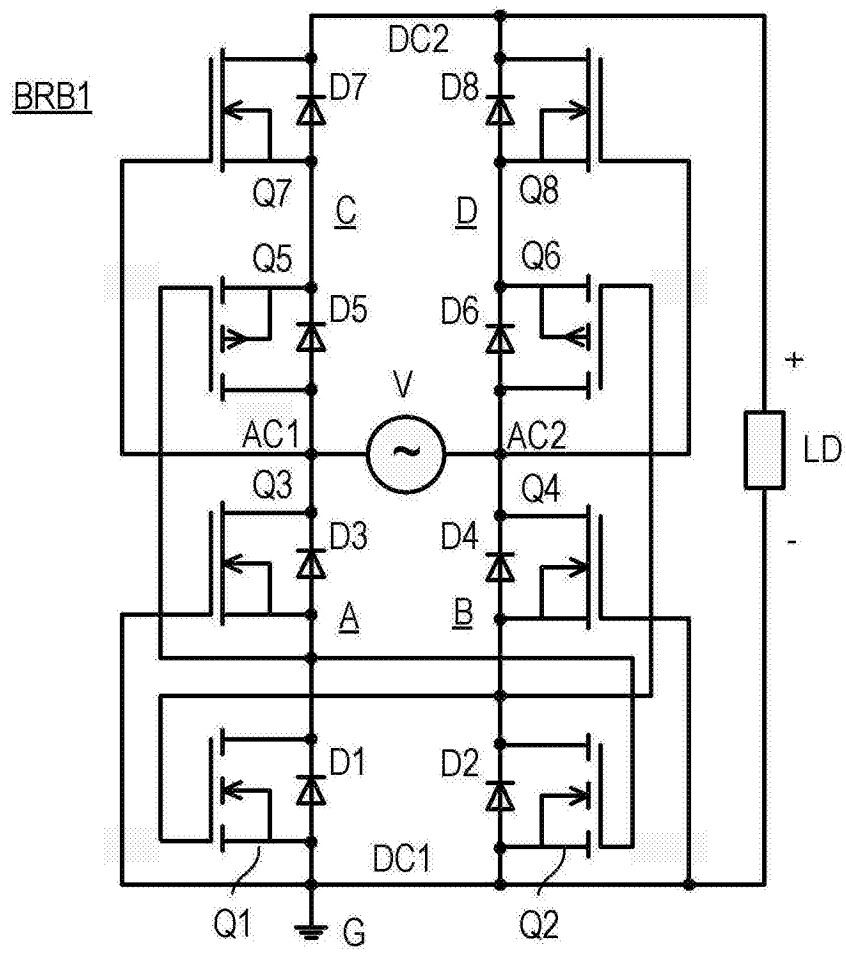 DC2
BRB1
D7
D8
Q7
Q8
C
D
Q5
Q6
D5
D6
V
~
+
AC1
AC2
LD
Q3
Q4
D3
D4
-
A
B
D1
D2
DC1
Q1
Q2
G